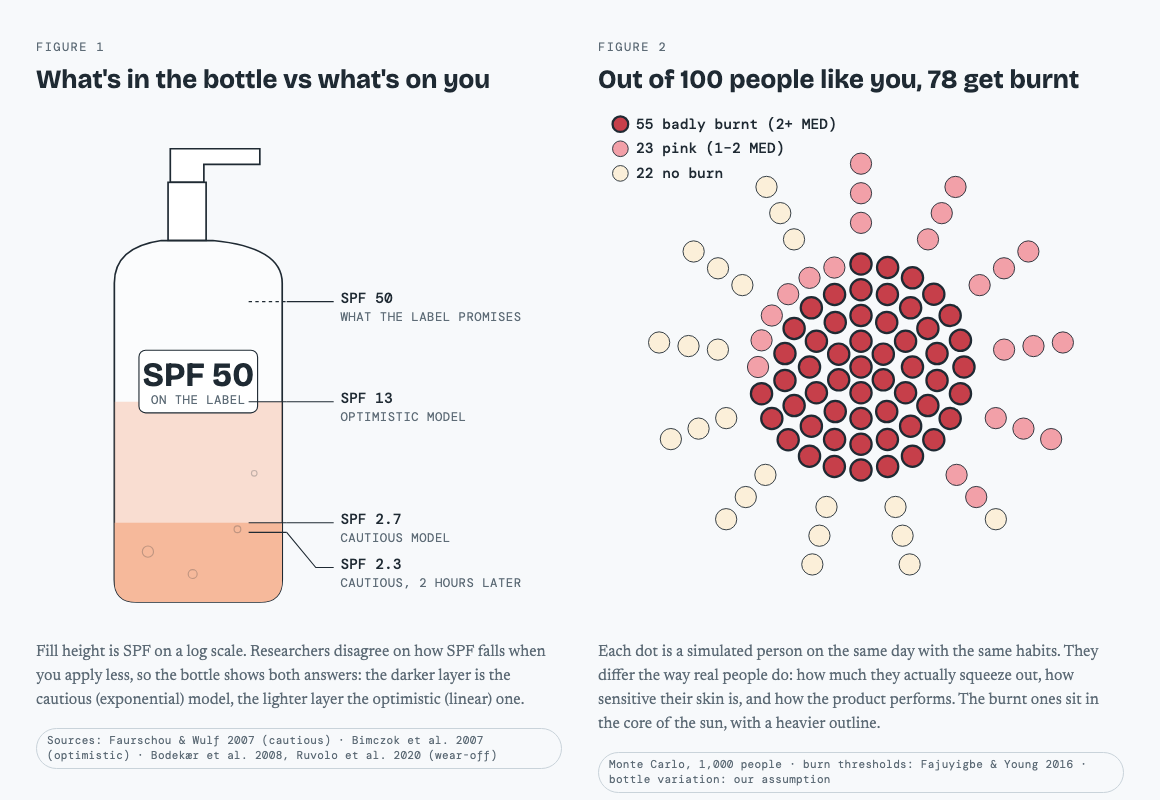 FIGURE 1
What's in the bottle vs what's on you
SPF 50
WHAT THE LABEL PROMISES
SPF 50
ON THE LABEL
SPF 13
OPTIMISTIC MODEL
SPF 2.7
CAUTIOUS MODEL
SPF 2.3
CAUTIOUS, 2 HOURS LATER
Fill height is SPF on a log scale. Researchers disagree on how SPF falls when
you apply less, so the bottle shows both answers: the darker layer is the
cautious (exponential) model, the lighter layer the optimistic (linear) one.
Sources: Faurschou & Wulf 2007 (cautious) · Bimczok et al. 2007
(optimistic) · Bodekær et al. 2008, Ruvolo et al. 2020 (wear-off)
FIGURE 2
Out of 100 people like you, 78 get burnt
55 badly burnt (2+ MED)
23 pink (1–2 MED)
22 no burn
Each dot is a simulated person on the same day with the same habits. They
differ the way real people do: how much they actually squeeze out, how
sensitive their skin is, and how the product performs. The burnt ones sit in
the core of the sun, with a heavier outline.
Monte Carlo, 1,000 people · burn thresholds: Fajuyigbe & Young 2016 ·
bottle variation: our assumption